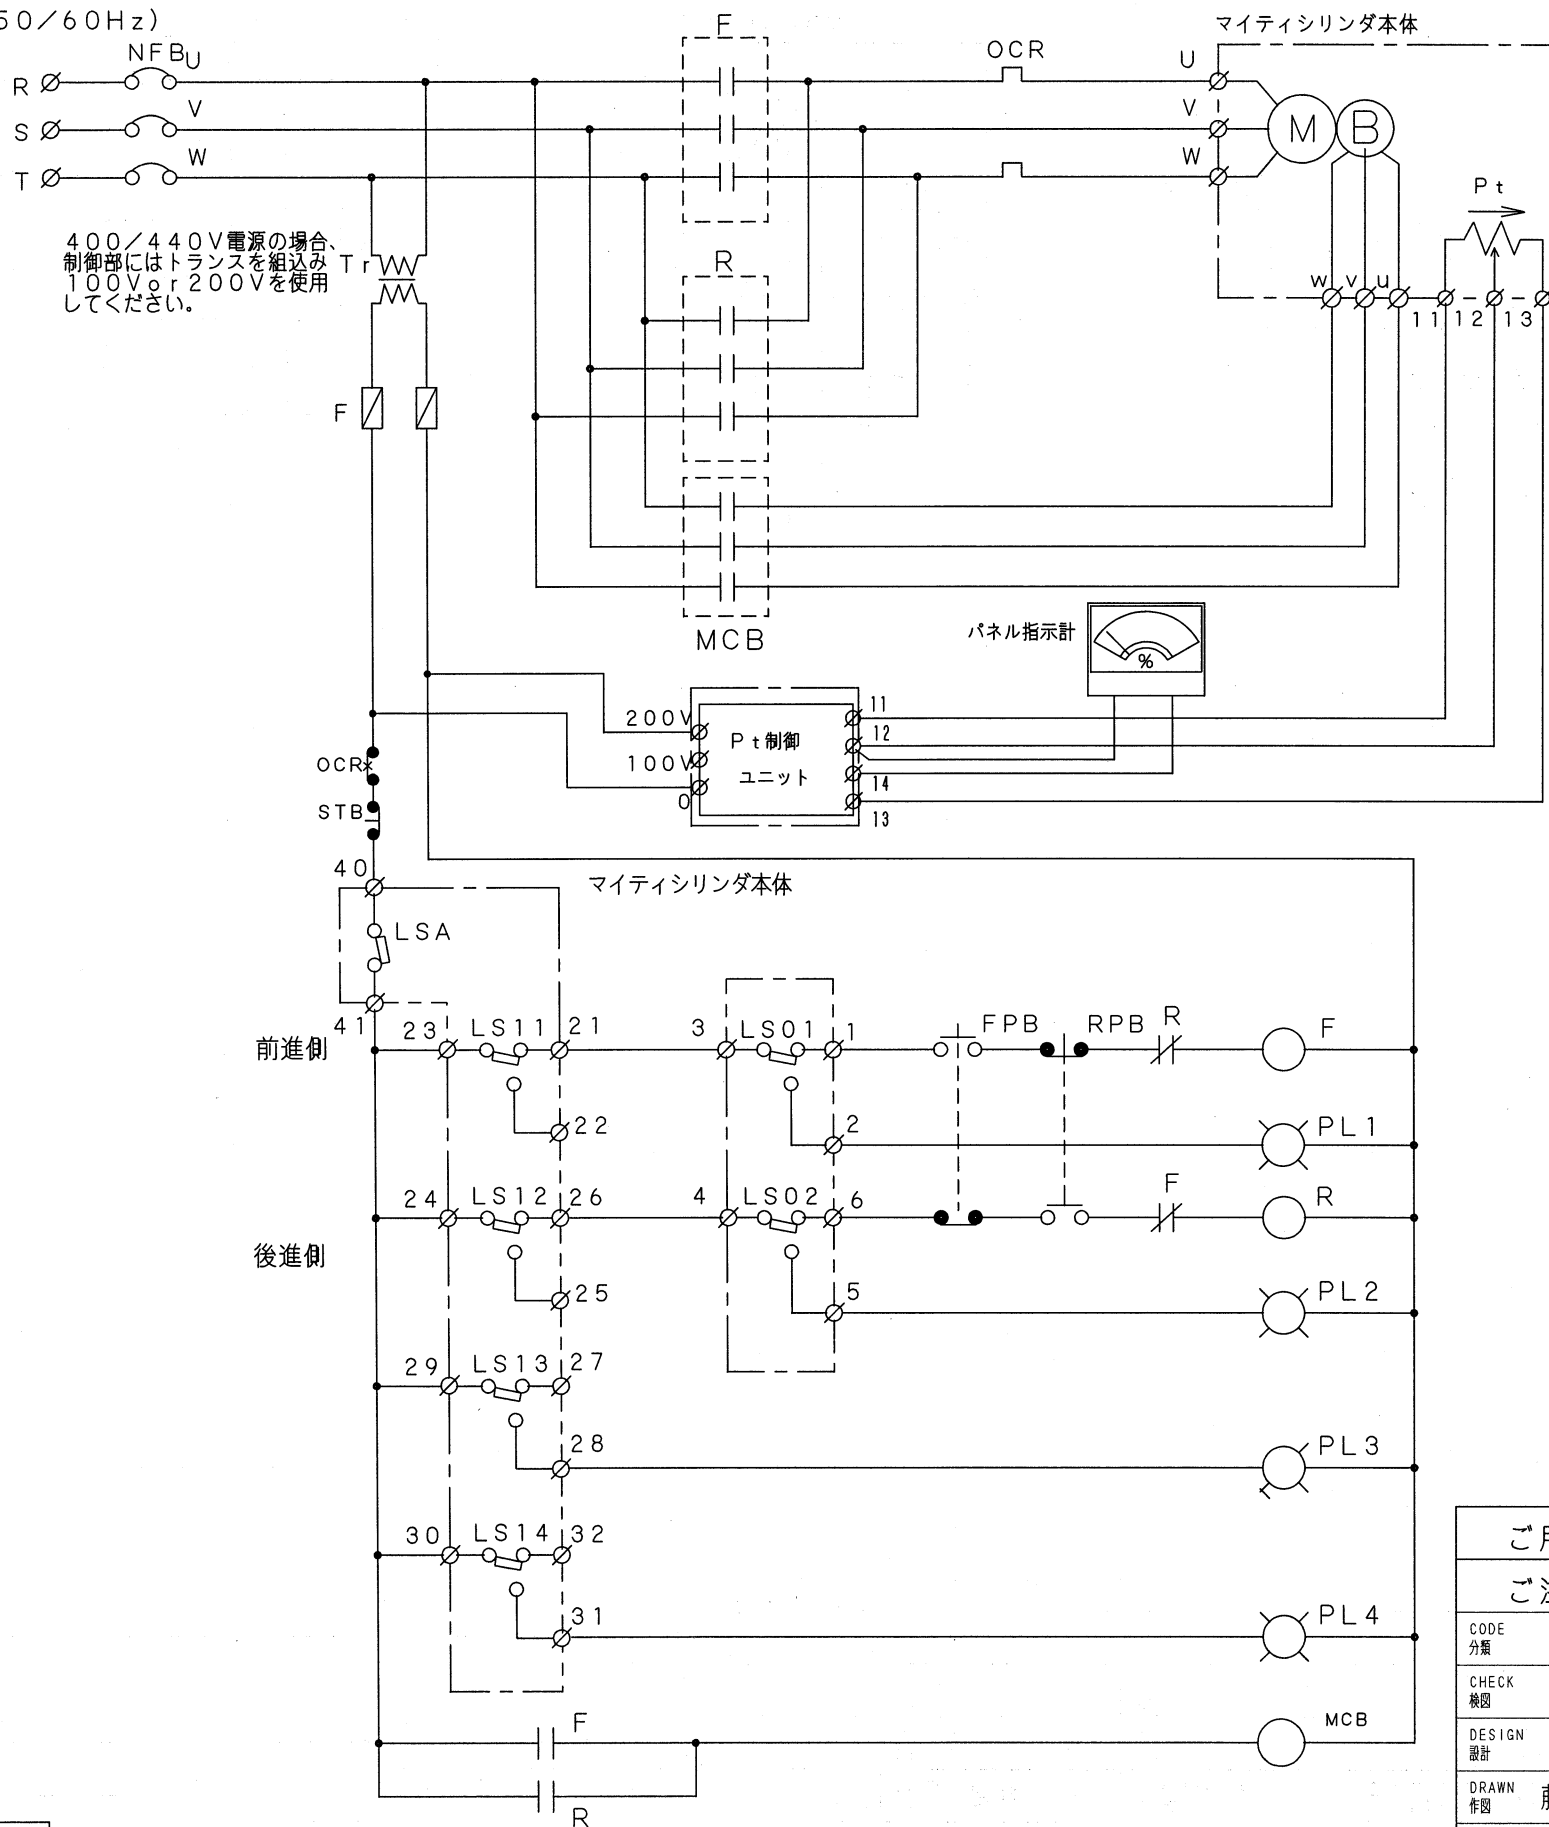 50/60Hz)
F
マイティシリンダ本体
NFB
U
OCR
U
R
V
V
S
W
W
T
M
B
Pt
400/440V電源の場合、
制御部にはトランスを組込み
100Vor200Vを使用
してください。
Tr
R
w
v
u
11
12
13
F
MCB
パネル指示計
%
200V
100V
0
Pt制御
ユニット
11
12
14
13
OCR
STB
40
マイティシリンダ本体
LSA
41
前進側
23
LS11
21
3
LS01
1
FPB
RPB
R
F
22
2
PL1
24
LS12
26
4
LS02
6
F
R
後進側
25
5
PL2
29
LS13
27
28
PL3
30
LS14
32
31
PL4
F
MCB
R
CODE
分類
CHECK
検図
DESIGN
設計
DRAWN
作図